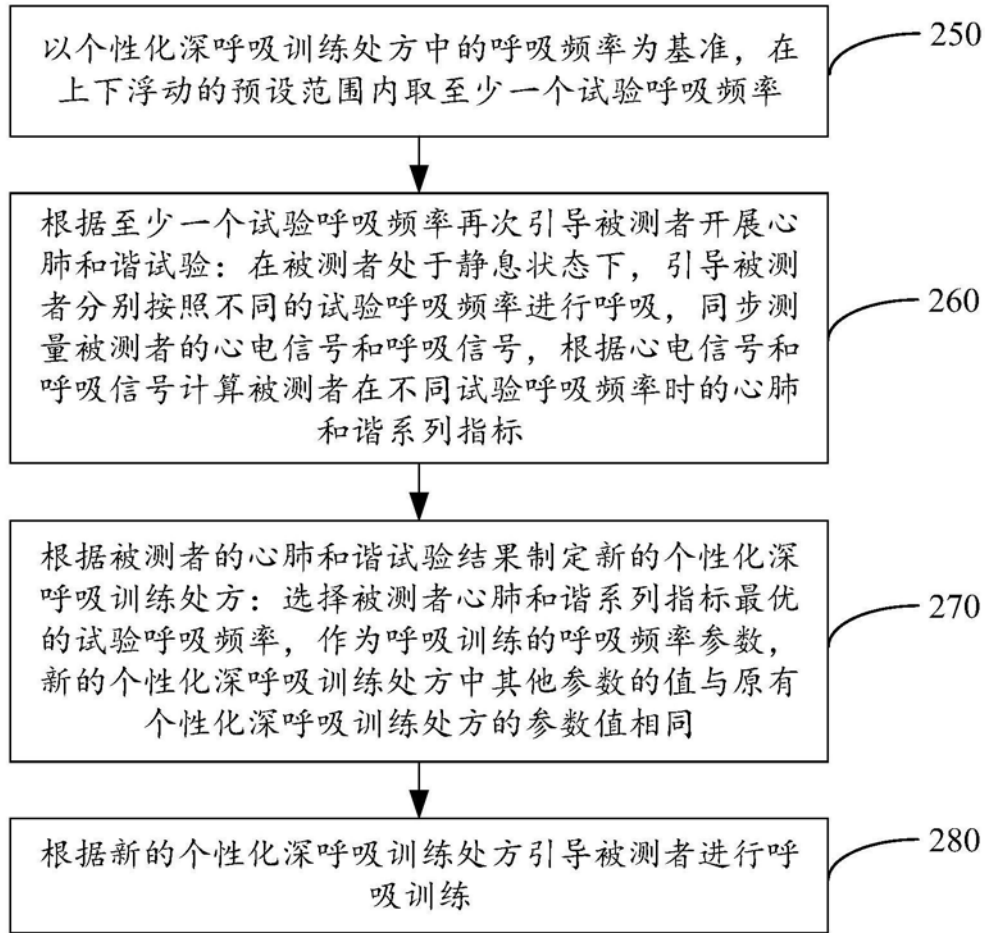 以个性化深呼吸训练处方中的呼吸频率为基准，在
上下浮动的预设范围内取至少一个试验呼吸频率
250
根据至少一个试验呼吸频率再次引导被测者开展心
肺和谐试验：在被测者处于静息状态下，引导被测
者分别按照不同的试验呼吸频率进行呼吸，同步测
量被测者的心电信号和呼吸信号，根据心电信号和
呼吸信号计算被测者在不同试验呼吸频率时的心肺
和谐系列指标
260
根据被测者的心肺和谐试验结果制定新的个性化深
呼吸训练处方：选择被测者心肺和谐系列指标最优
的试验呼吸频率，作为呼吸训练的呼吸频率参数，
新的个性化深呼吸训练处方中其他参数的值与原有
个性化深呼吸训练处方的参数值相同
270
根据新的个性化深呼吸训练处方引导被测者进行呼
吸训练
280